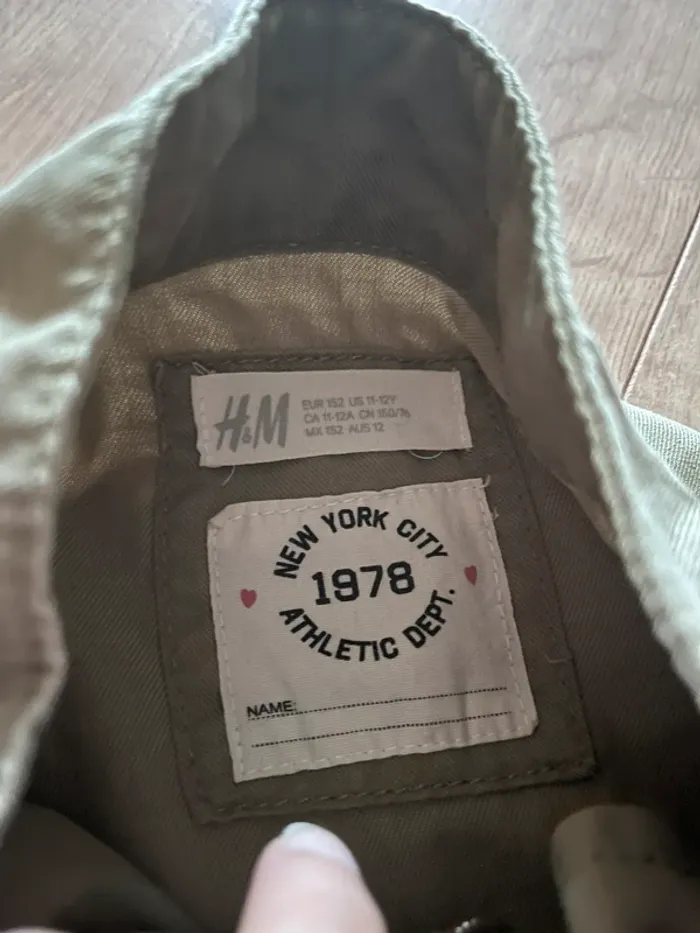 H&M
EUR 152 US 11-12Y
CA 11-12A CN 150/76
MX 152 AUS 12
NEW YORK CITY
1978
ATHLETIC DEPT.
NAME: